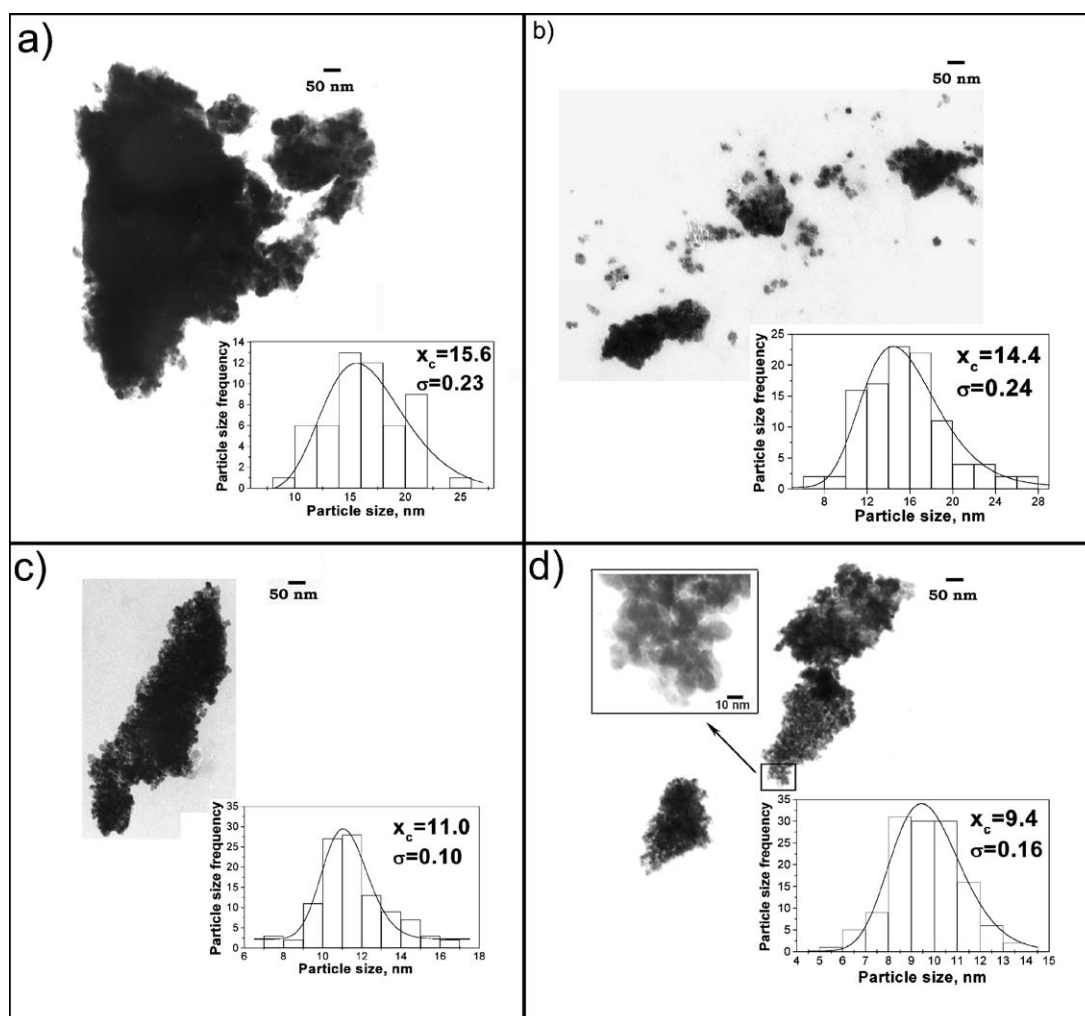 a)
50 nm
14
12
10
8
6
4
2
0
Particle size frequency
x_c=15.6
σ=0.23
10 15 20 25
Particle size, nm
b)
50 nm
25
20
15
10
5
0
Particle size frequency
x_c=14.4
σ=0.24
8 12 16 20 24 28
Particle size, nm
c)
50 nm
35
30
25
20
15
10
5
0
Particle size frequency
x_c=11.0
σ=0.10
6 8 10 12 14 16 18
Particle size, nm
d)
50 nm
10 nm
35
30
25
20
15
10
5
0
Particle size frequency
x_c=9.4
σ=0.16
4 5 6 7 8 9 10 11 12 13 14 15
Particle size, nm